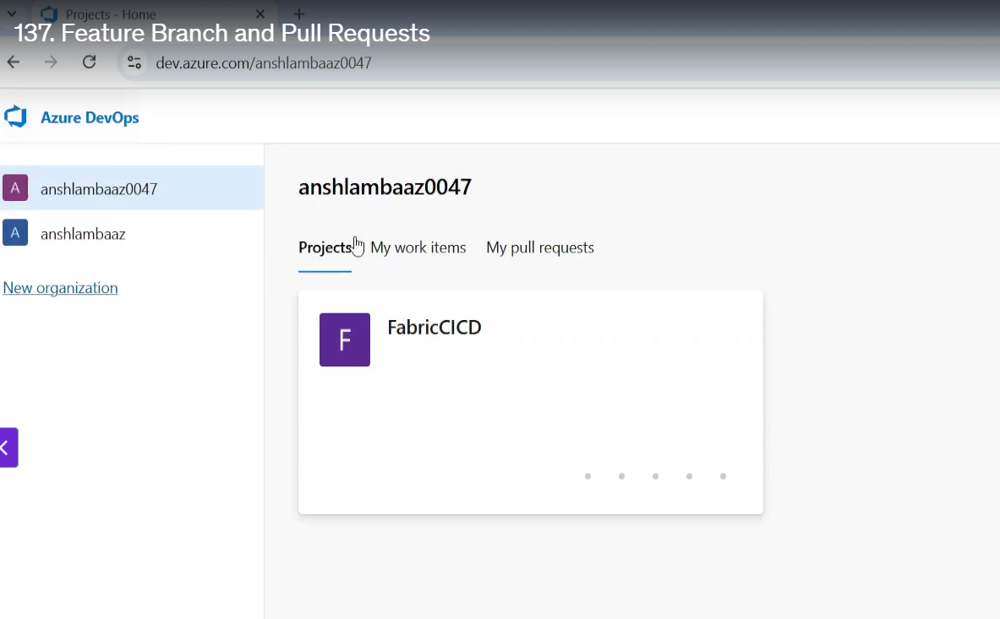 Projects - Home
137. Feature Branch and Pull Requests
dev.azure.com/anshlambaaz0047
Azure DevOps
A anshlambaaz0047
A anshlambaaz
New organization
anshlambaaz0047
Projects My work items My pull requests
F FabricCICD